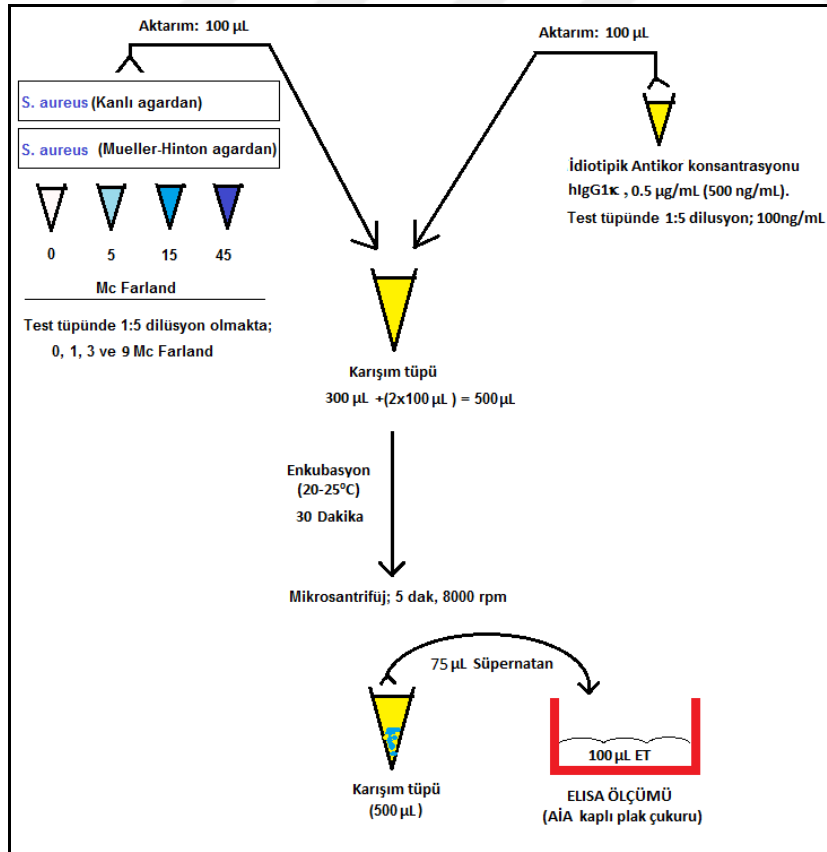 Aktarım: 100 µL
S. aureus (Kanlı agardan)
S. aureus (Mueller-Hinton agardan)
0 5 15 45
Mc Farland
Test tüpünde 1:5 dilüsyon olmakta;
0, 1, 3 ve 9 Mc Farland
Aktarım: 100 µL
İdiotipik Antikor konsantrasyonu
hIgG1κ , 0.5 µg/mL (500 ng/mL).
Test tüpünde 1:5 dilusyon; 100ng/mL
Karışım tüpü
300 µL +(2x100 µL ) = 500µL
Enkubasyon
(20-25°C)
30 Dakika
Mikrosantrifüj; 5 dak, 8000 rpm
75 µL Süpernatan
Karışım tüpü
(500 µL)
100 µL ET
ELISA ÖLÇÜMÜ
(AİA kaplı plak çukuru)